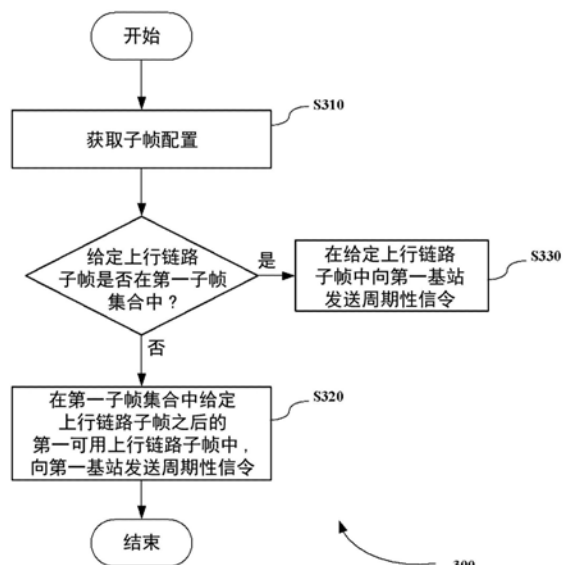 开始
S310
获取子帧配置
给定上行链路
子帧是否在第一子帧
集合中？
是
在给定上行链路
子帧中向第一基站
发送周期性信令
S330
否
在第一子帧集合中给定
上行链路子帧之后的
第一可用上行链路子帧中，
向第一基站发送周期性信令
S320
结束
300